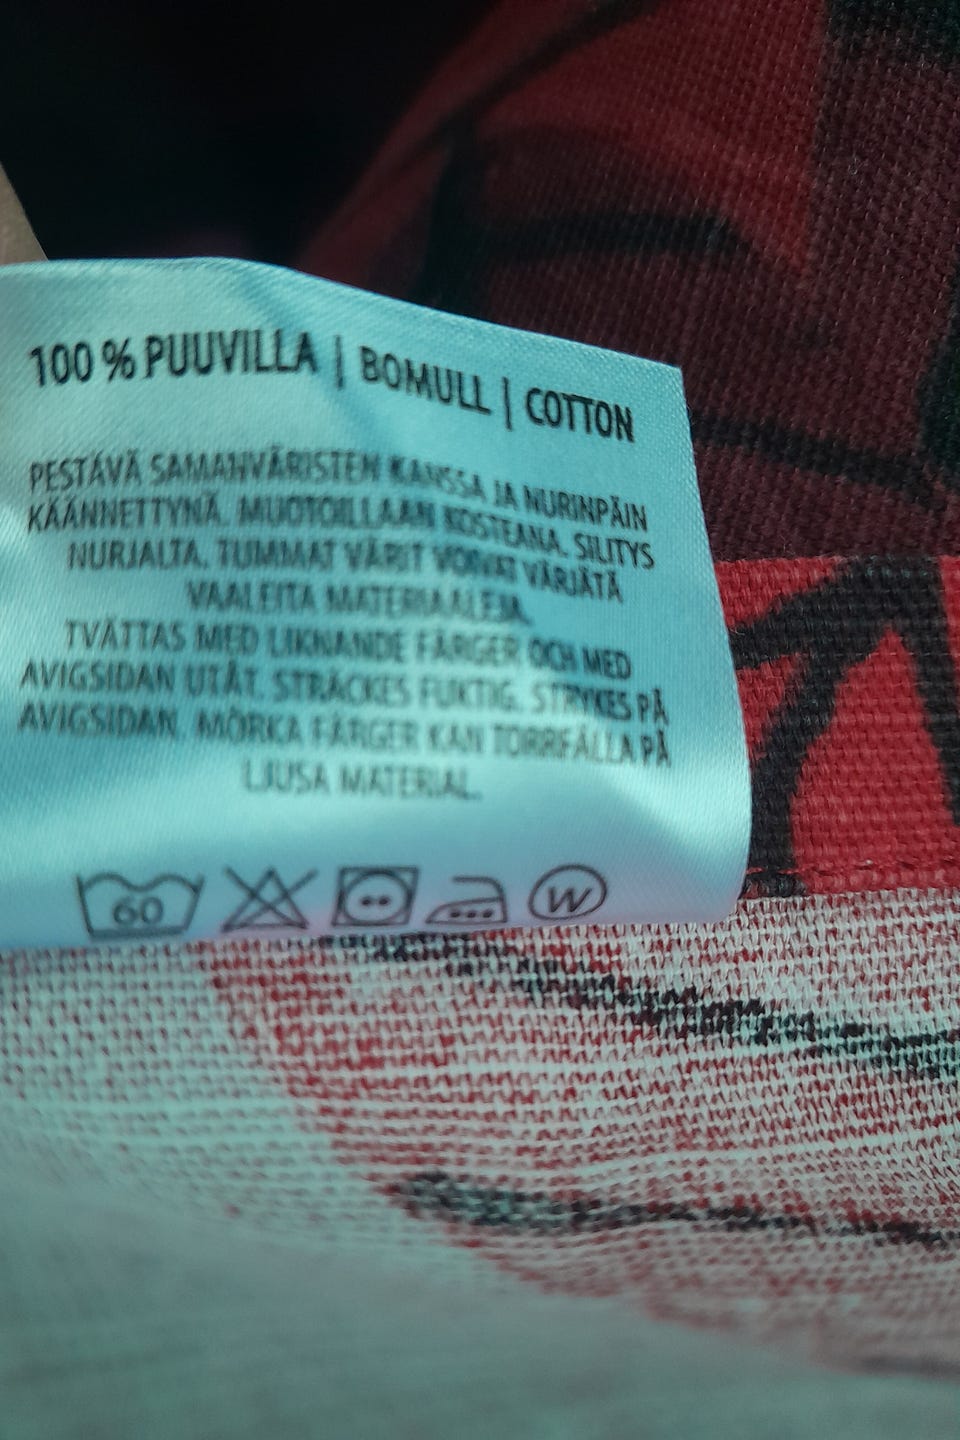 100 % PUUVILLA | BOMULL | COTTON
PESTÄVÄ SAMANVÄRISTEN KANSSA JA NURINPÄIN
KÄÄNNETTYNÄ. MUOTOILLAAN KOSTEANA. SILITYS
NURJALTA. TUMMAT VÄRIT VOIVAT VÄRJÄTÄ
VAALEITA MATERIAALEJA.
TVÄTTAS MED LIKNANDE FÄRGER OCH MED
AVIGSIDAN UTÅT. STRÄCKES FUKTIG. STRYKES PÅ
AVIGSIDAN. MÖRKA FÄRGER KAN TORRFÄLLA PÅ
LJUSA MATERIAL.
60 W